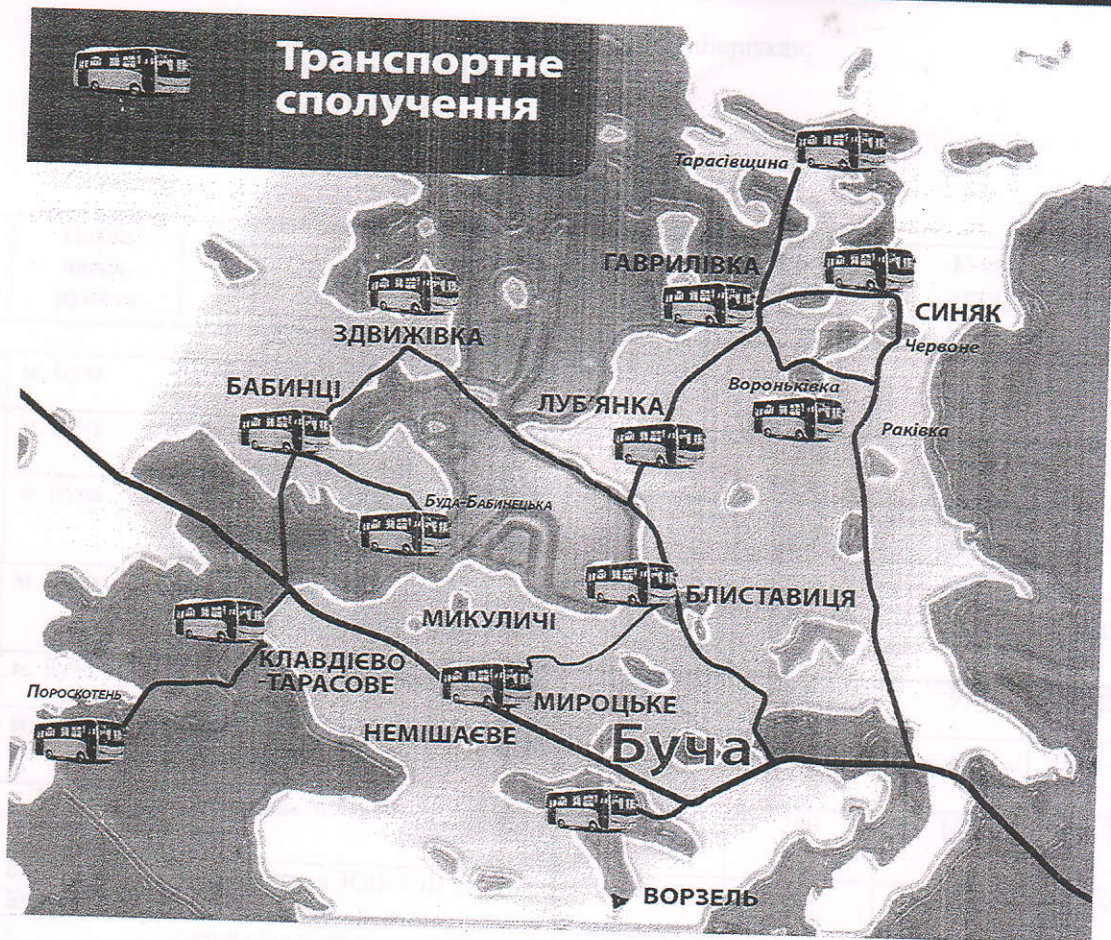 Транспортне
сполучення
Тарасівщина
ГАВРИЛІВКА
СИНЯК
ЗДВИЖІВКА
Червоне
БАБИНЦІ
ЛУБ'ЯНКА
Вороньківка
Раківка
БУДА-БАБИНЕЦЬКА
БЛИСТАВИЦЯ
МИКУЛИЧІ
КЛАВДІЄВО
-ТАРАСОВЕ
Пороскотень
МИРОЦЬКЕ
НЕМІШАЄВЕ
Буча
ВОРЗЕЛЬ